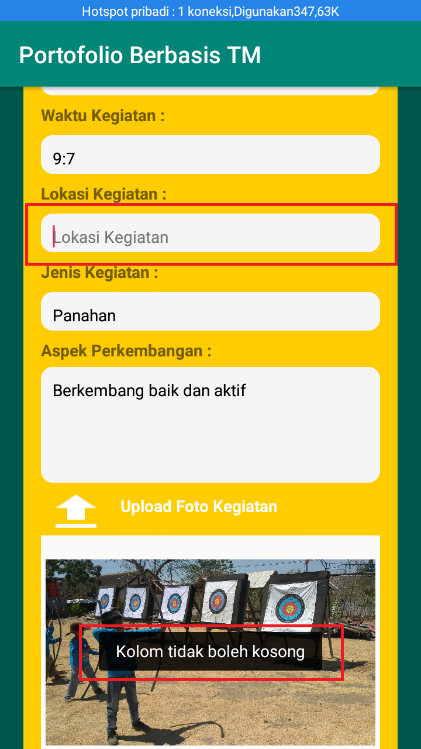 Hotspot pribadi : 1 koneksi,Digunakan347,63K
Portofolio Berbasis TM
Waktu Kegiatan :
9:7
Lokasi Kegiatan :
Lokasi Kegiatan
Jenis Kegiatan :
Panahan
Aspek Perkembangan :
Berkembang baik dan aktif
Upload Foto Kegiatan
Kolom tidak boleh kosong